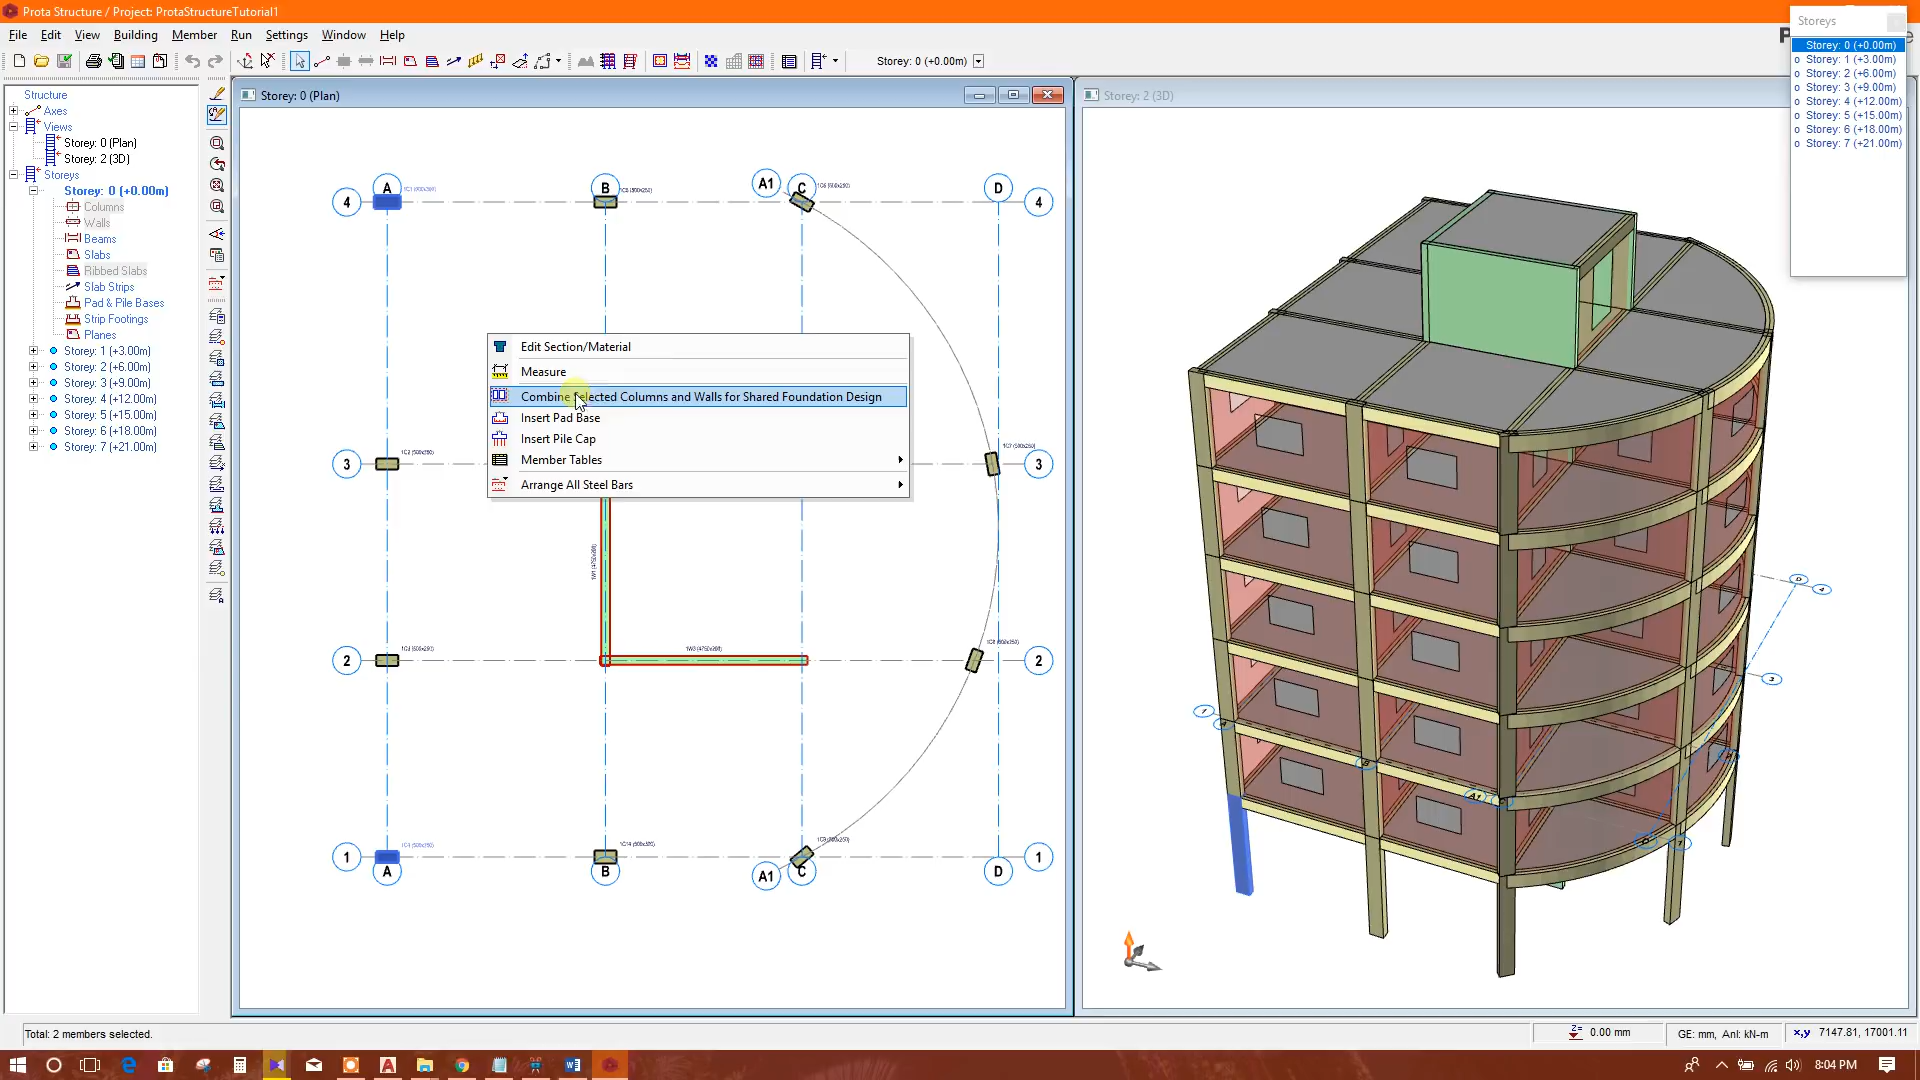 Prota Structure / Project: ProtaStructureTutorial1
File Edit View Building Member Run Settings Window Help
Storey: 0 (+0.00m)
Structure
Axes
Views
Storey: 0 (Plan)
Storey: 2 (3D)
Storeys
Storey: 0 (+0.00m)
Columns
Walls
Beams
Slabs
Ribbed Slabs
Slab Strips
Pad & Pile Bases
Strip Footings
Planes
Storey: 1 (+3.00m)
Storey: 2 (+6.00m)
Storey: 3 (+9.00m)
Storey: 4 (+12.00m)
Storey: 5 (+15.00m)
Storey: 6 (+18.00m)
Storey: 7 (+21.00m)
Storey: 0 (Plan)
A B A1 C D
4 4
3 3
2 2
1 1
A B A1 C D
Edit Section/Material
Measure
Combine Selected Columns and Walls for Shared Foundation Design
Insert Pad Base
Insert Pile Cap
Member Tables
Arrange All Steel Bars
Storey: 2 (3D)
Storeys
Storey: 0 (+0.00m)
Storey: 1 (+3.00m)
Storey: 2 (+6.00m)
Storey: 3 (+9.00m)
Storey: 4 (+12.00m)
Storey: 5 (+15.00m)
Storey: 6 (+18.00m)
Storey: 7 (+21.00m)
Total: 2 members selected.
0.00 mm
GE: mm, Anl: kN-m
x,y 7147.81, 17001.11
8:04 PM